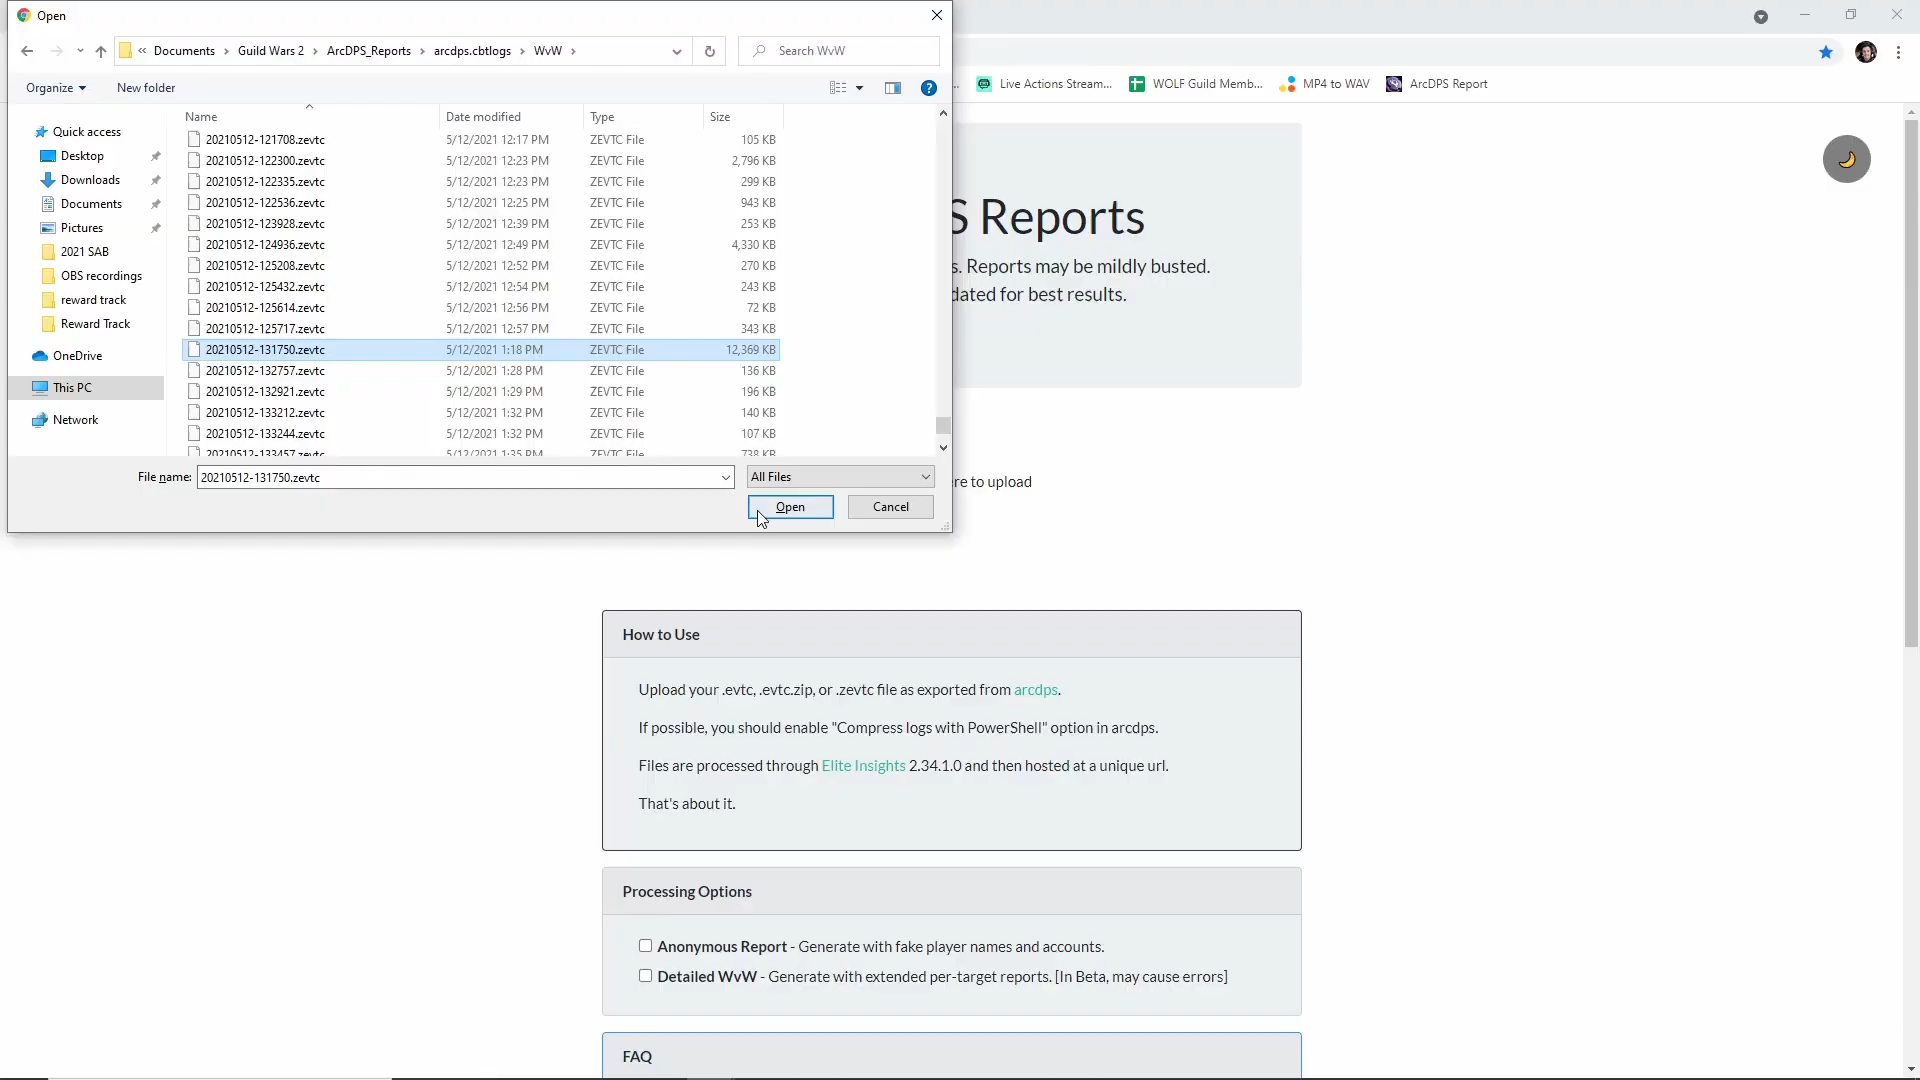 Open
« Documents > Guild Wars 2 > ArcDPS_Reports > arcdps.cbtlogs > WvW >
Search WvW
Organize
New folder
Live Actions Stream...
WOLF Guild Memb...
MP4 to WAV
ArcDPS Report
Name Date modified Type Size
20210512-121708.zevtc 5/12/2021 12:17 PM ZEVTC File 105 KB
20210512-122300.zevtc 5/12/2021 12:23 PM ZEVTC File 2,796 KB
20210512-122335.zevtc 5/12/2021 12:23 PM ZEVTC File 299 KB
20210512-122536.zevtc 5/12/2021 12:25 PM ZEVTC File 943 KB
20210512-123928.zevtc 5/12/2021 12:39 PM ZEVTC File 253 KB
20210512-124936.zevtc 5/12/2021 12:49 PM ZEVTC File 4,330 KB
20210512-125208.zevtc 5/12/2021 12:52 PM ZEVTC File 270 KB
20210512-125432.zevtc 5/12/2021 12:54 PM ZEVTC File 243 KB
20210512-125614.zevtc 5/12/2021 12:56 PM ZEVTC File 72 KB
20210512-125717.zevtc 5/12/2021 12:57 PM ZEVTC File 343 KB
20210512-131750.zevtc 5/12/2021 1:18 PM ZEVTC File 12,369 KB
20210512-132757.zevtc 5/12/2021 1:28 PM ZEVTC File 136 KB
20210512-132921.zevtc 5/12/2021 1:29 PM ZEVTC File 196 KB
20210512-133212.zevtc 5/12/2021 1:32 PM ZEVTC File 140 KB
20210512-133244.zevtc 5/12/2021 1:32 PM ZEVTC File 107 KB
20210512-133457.zevtc 5/12/2021 1:35 PM ZEVTC File 738 KB
Quick access
Desktop
Downloads
Documents
Pictures
2021 SAB
OBS recordings
reward track
Reward Track
OneDrive
This PC
Network
File name: 20210512-131750.zevtc
All Files
Open
Cancel
S Reports
s. Reports may be mildly busted.
dated for best results.
re to upload
How to Use
Upload your .evtc, .evtc.zip, or .zevtc file as exported from arcdps.
If possible, you should enable "Compress logs with PowerShell" option in arcdps.
Files are processed through Elite Insights 2.34.1.0 and then hosted at a unique url.
That's about it.
Processing Options
Anonymous Report - Generate with fake player names and accounts.
Detailed WvW - Generate with extended per-target reports. [In Beta, may cause errors]
FAQ